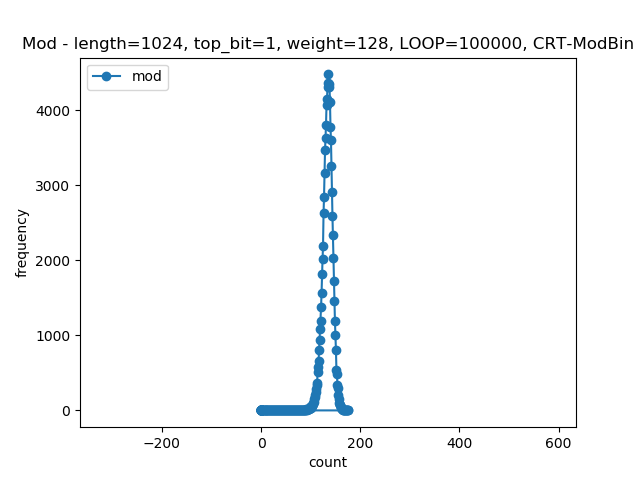 Mod - length=1024, top_bit=1, weight=128, LOOP=100000, CRT-ModBin
mod
4000
3000
2000
1000
0
frequency
−200
0
200
400
600
count